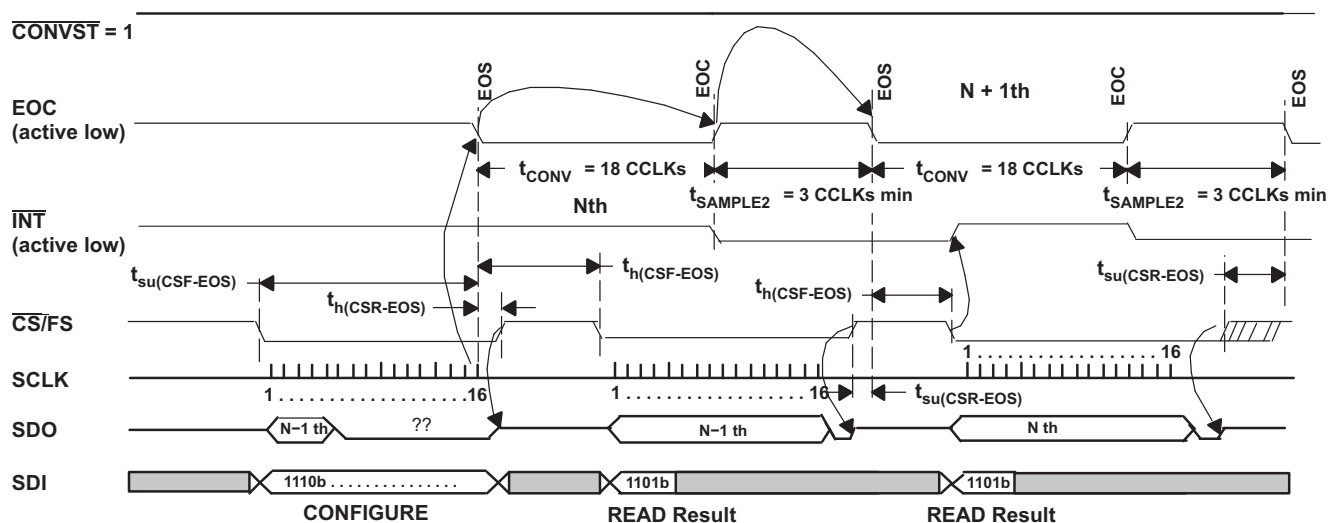 CONVST = 1
EOS
EOC
EOS
N + 1th
EOC
EOS
EOC
(active low)
tCONV = 18 CCLKs
tCONV = 18 CCLKs
tSAMPLE2 = 3 CCLKs min
tSAMPLE2 = 3 CCLKs min
Nth
INT
(active low)
tsu(CSF-EOS)
th(CSF-EOS)
tsu(CSR-EOS)
th(CSR-EOS)
th(CSF-EOS)
CS/FS
1 . . . . . . . . . . . . . . . . 16
SCLK
1 . . . . . . . . . . . . . . . . 16
1 . . . . . . . . . . . . . . . . 16
tsu(CSR-EOS)
SDO
N−1 th
??
N−1 th
N th
SDI
1110b . . . . . . . . . . . . . .
1101b
1101b
CONFIGURE
READ Result
READ Result